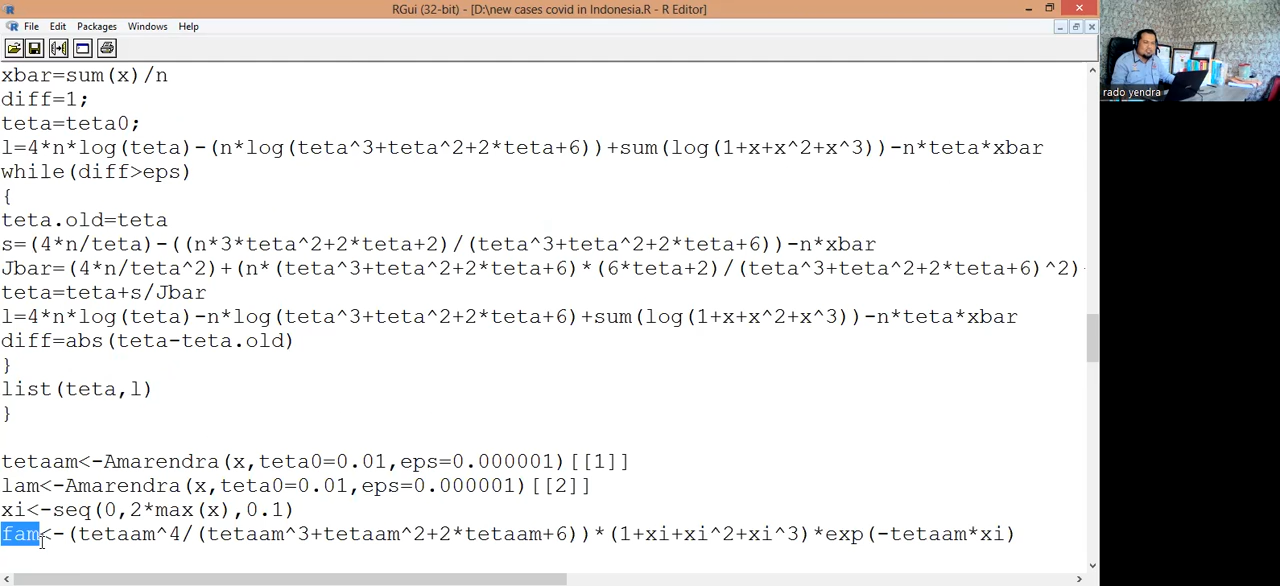 RGui (32-bit) - [D:\new cases covid in Indonesia.R - R Editor]
File Edit Packages Windows Help
xbar=sum(x)/n
diff=1;
teta=teta0;
l=4*n*log(teta)-(n*log(teta^3+teta^2+2*teta+6))+sum(log(1+x+x^2+x^3))-n*teta*xbar
while(diff>eps)
{
teta.old=teta
s=(4*n/teta)-((n*3*teta^2+2*teta+2)/(teta^3+teta^2+2*teta+6))-n*xbar
Jbar=(4*n/teta^2)+(n*(teta^3+teta^2+2*teta+6)*(6*teta+2)/(teta^3+teta^2+2*teta+6)^2)-
teta=teta+s/Jbar
l=4*n*log(teta)-n*log(teta^3+teta^2+2*teta+6)+sum(log(1+x+x^2+x^3))-n*teta*xbar
diff=abs(teta-teta.old)
}
list(teta,l)
}
tetaam<-Amarendra(x,teta0=0.01,eps=0.000001)[[1]]
lam<-Amarendra(x,teta0=0.01,eps=0.000001)[[2]]
xi<-seq(0,2*max(x),0.1)
fam<-(tetaam^4/(tetaam^3+tetaam^2+2*tetaam+6))*(1+xi+xi^2+xi^3)*exp(-tetaam*xi)
rado yendra